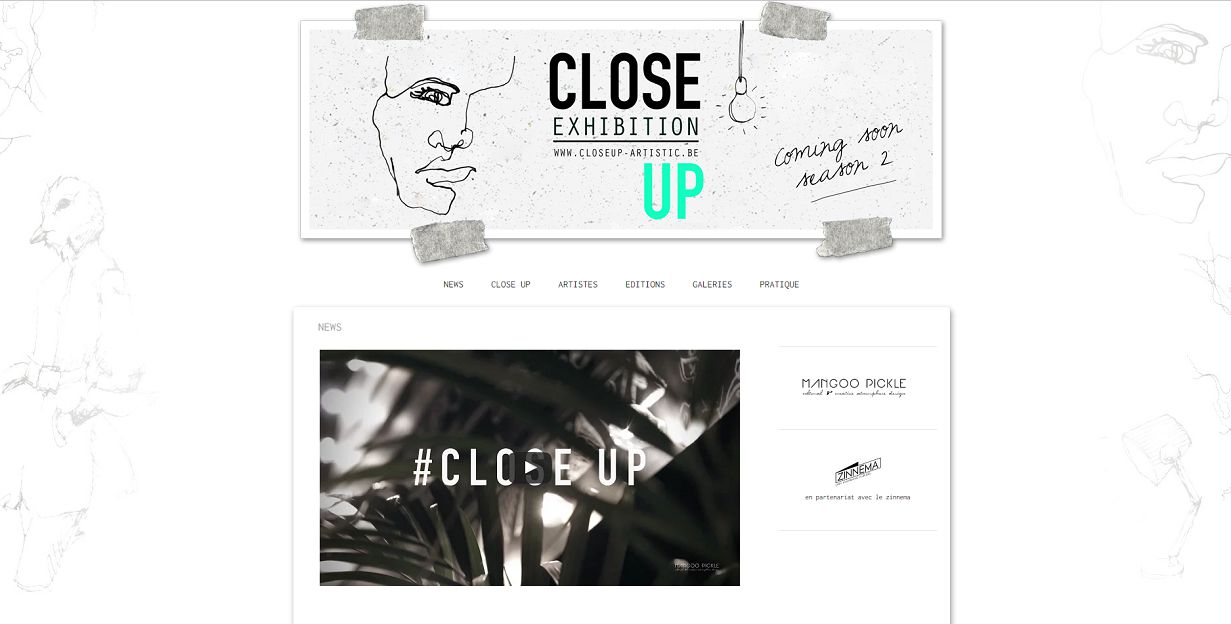 CLOSE
EXHIBITION
WWW.CLOSEUP-ARTISTIC.BE
UP
coming soon
season 2
NEWS CLOSE UP ARTISTES EDITIONS GALERIES PRATIQUE
NEWS
#CLOSE UP
MANGOO PICKLE
MANGOO PICKLE
editorial & creative atmosphere design
ZINNEMA
en partenariat avec le zinnema